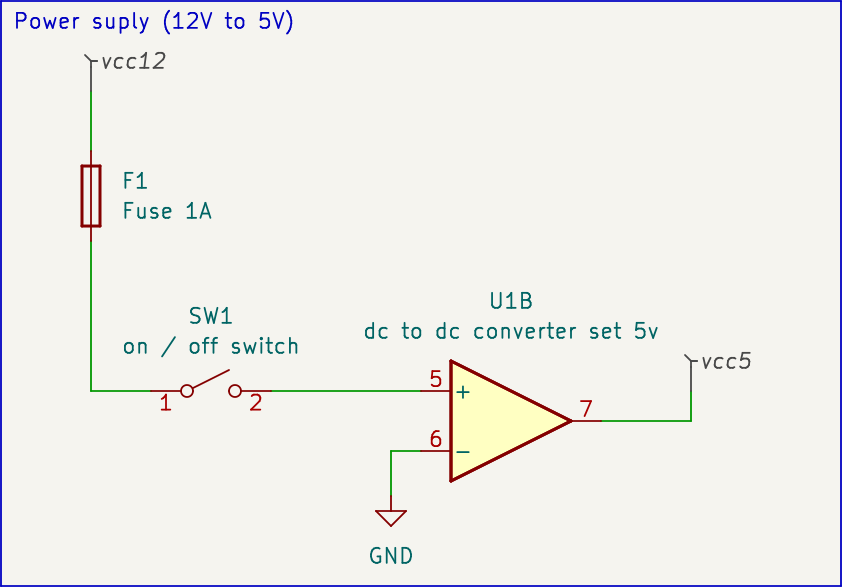 Power suply (12V to 5V)
vcc12
F1
Fuse 1A
SW1
on / off switch
1
2
U1B
dc to dc converter set 5v
5
+
6
−
7
vcc5
GND